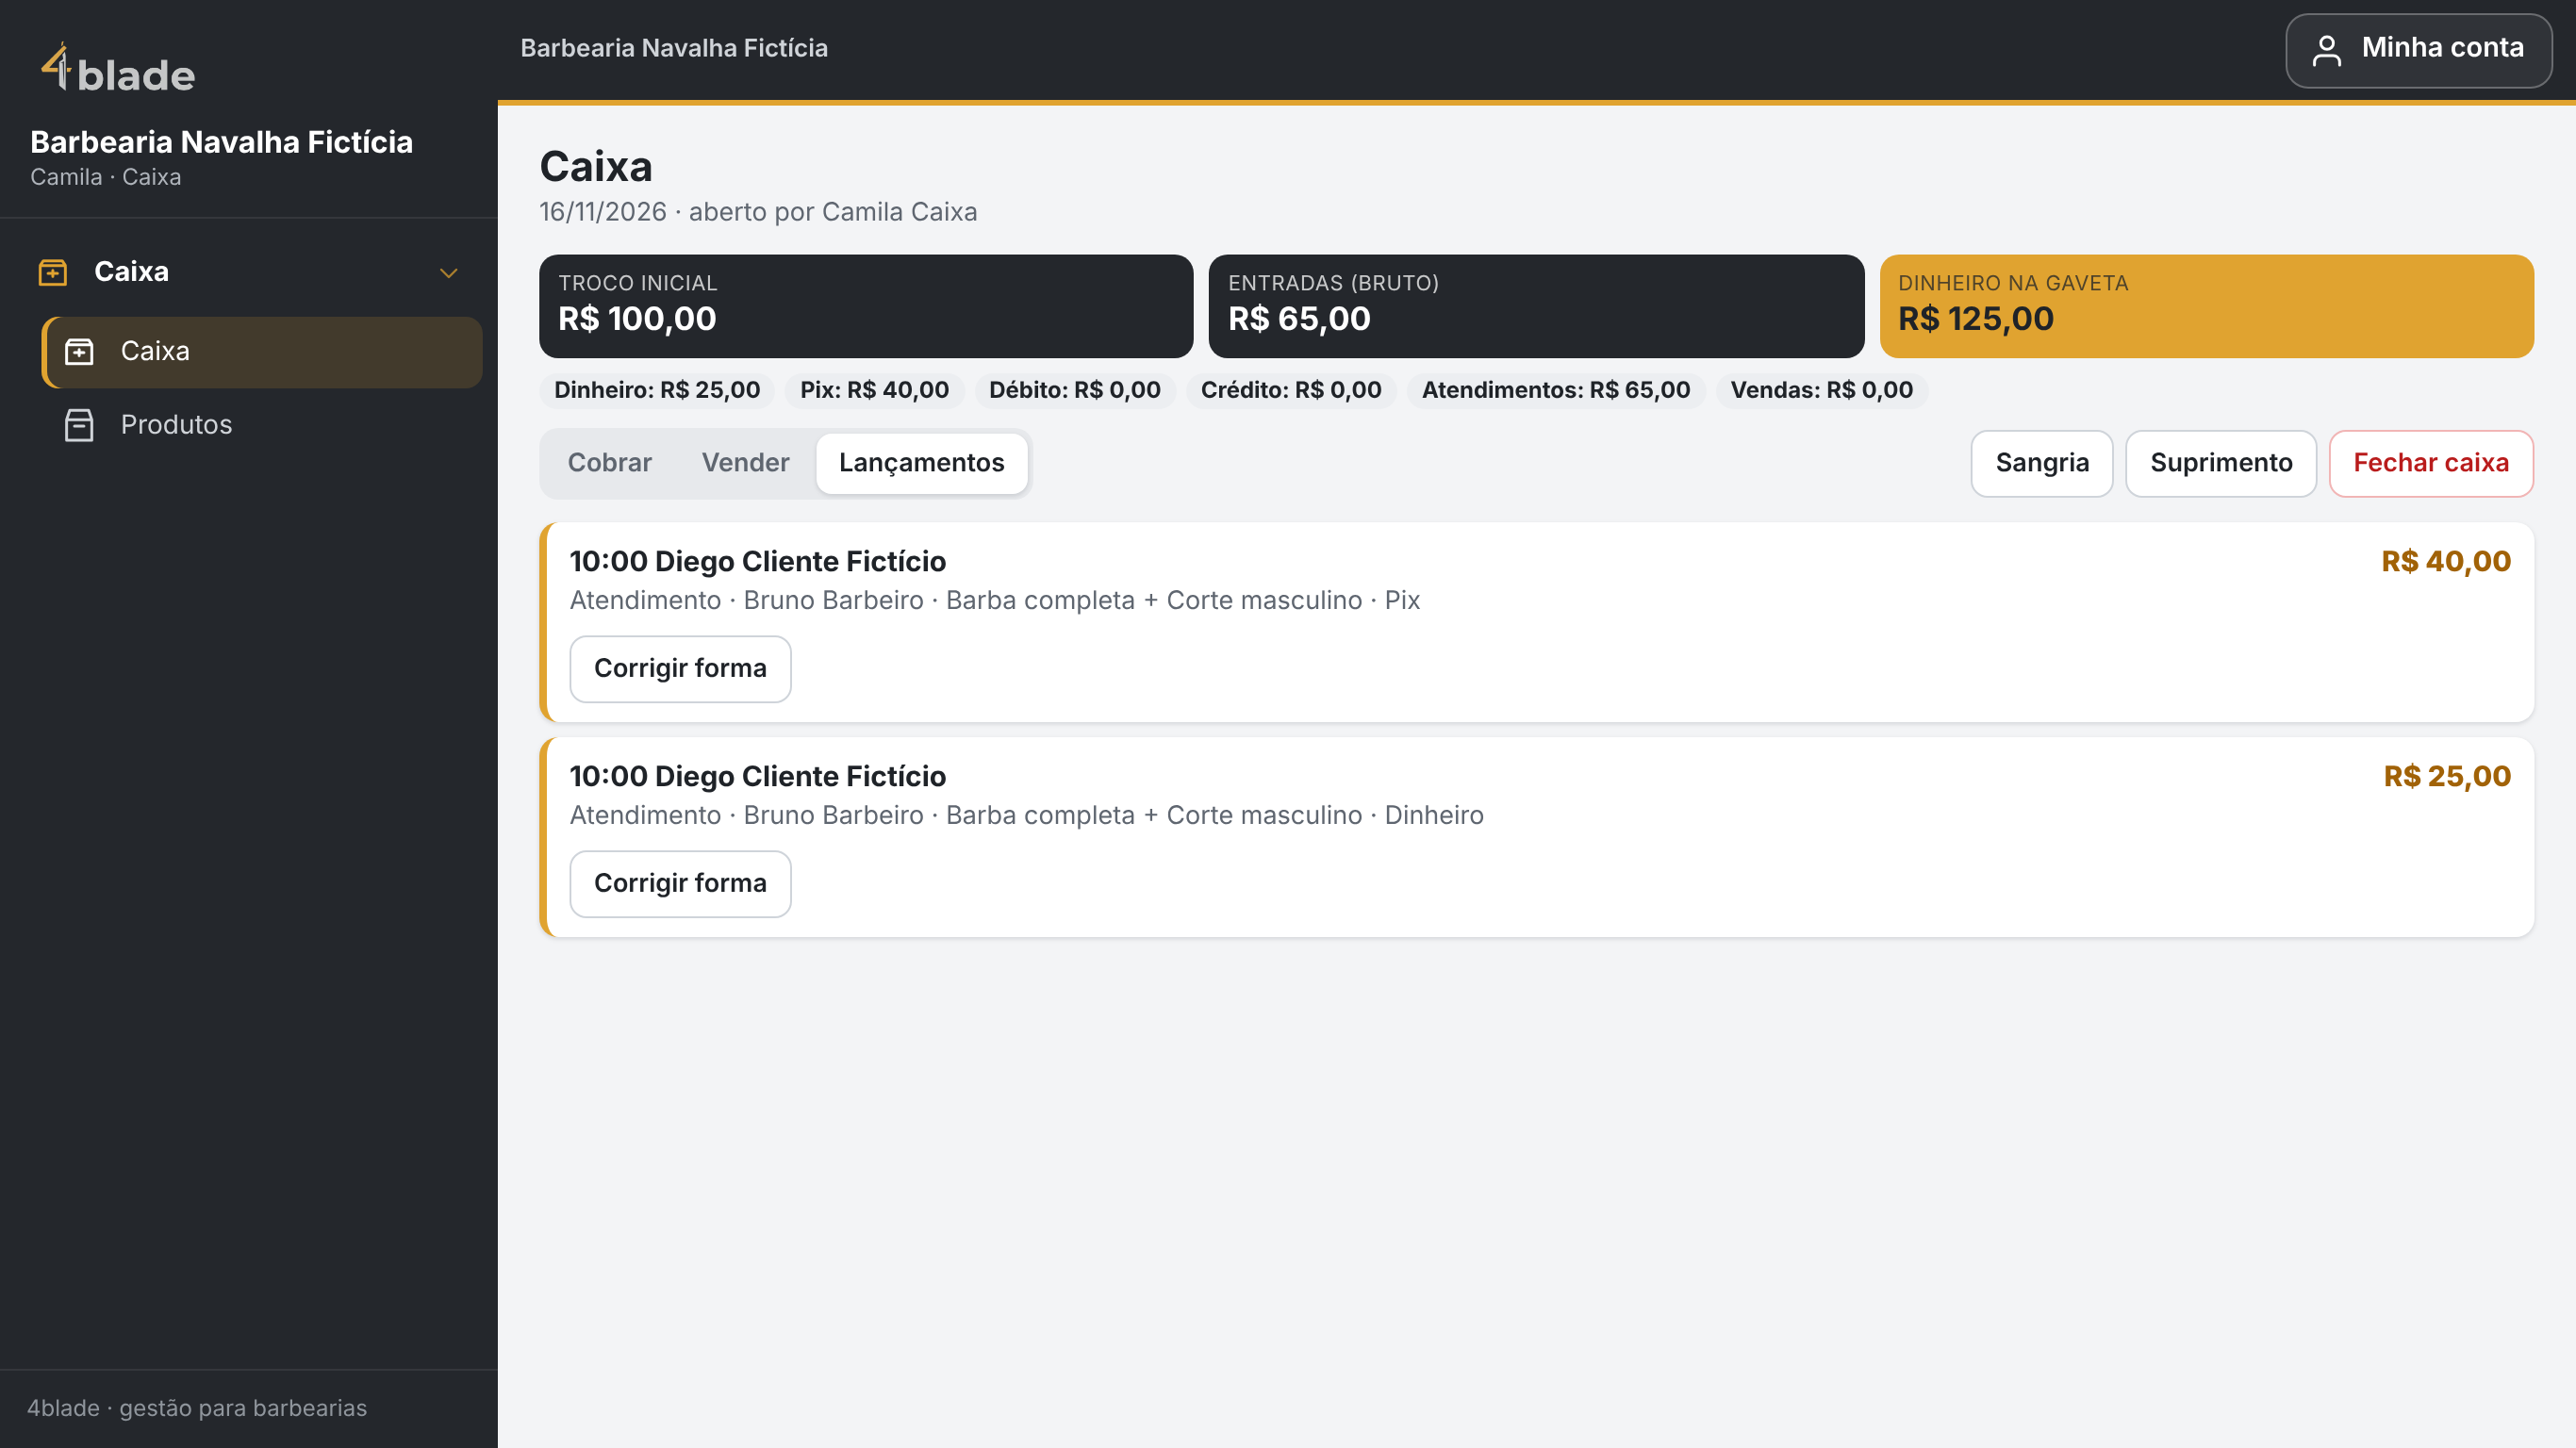 4blade
Barbearia Navalha Fictícia
Camila · Caixa
Caixa
Caixa
Produtos
4blade · gestão para barbearias
Barbearia Navalha Fictícia
Minha conta
Caixa
16/11/2026 · aberto por Camila Caixa
TROCO INICIAL
R$ 100,00
ENTRADAS (BRUTO)
R$ 65,00
DINHEIRO NA GAVETA
R$ 125,00
Dinheiro: R$ 25,00 Pix: R$ 40,00 Débito: R$ 0,00 Crédito: R$ 0,00 Atendimentos: R$ 65,00 Vendas: R$ 0,00
Cobrar Vender Lançamentos Sangria Suprimento Fechar caixa
10:00 Diego Cliente Fictício R$ 40,00
Atendimento · Bruno Barbeiro · Barba completa + Corte masculino · Pix
Corrigir forma
10:00 Diego Cliente Fictício R$ 25,00
Atendimento · Bruno Barbeiro · Barba completa + Corte masculino · Dinheiro
Corrigir forma